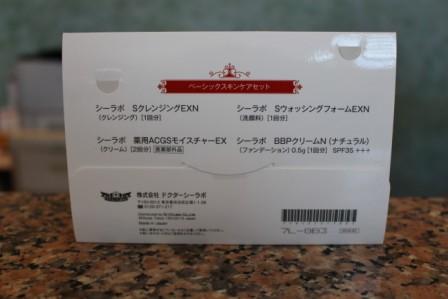 ベーシックスキンケアセット
シーラボ SクレンジングEXN
(クレンジング) [1回分]
シーラボ SウォッシングフォームEXN
(洗顔料) [1回分]
シーラボ 薬用ACGSモイスチャーEX
(クリーム) [2回分] 医薬部外品
シーラボ BBPクリームN (ナチュラル)
(ファンデーション) 0.5g [1回分] SPF35 +++
株式会社 ドクターシーラボ
Made in Japan